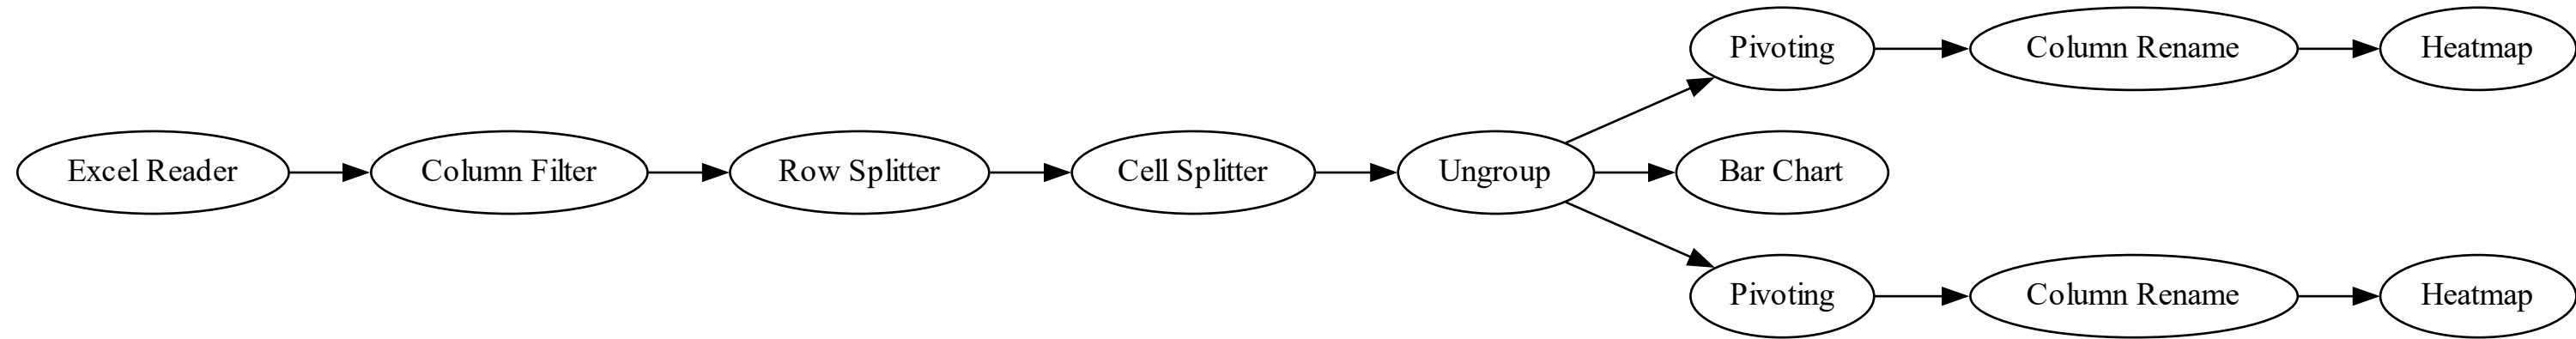 Excel Reader
Column Filter
Row Splitter
Cell Splitter
Ungroup
Pivoting
Column Rename
Heatmap
Bar Chart
Pivoting
Column Rename
Heatmap